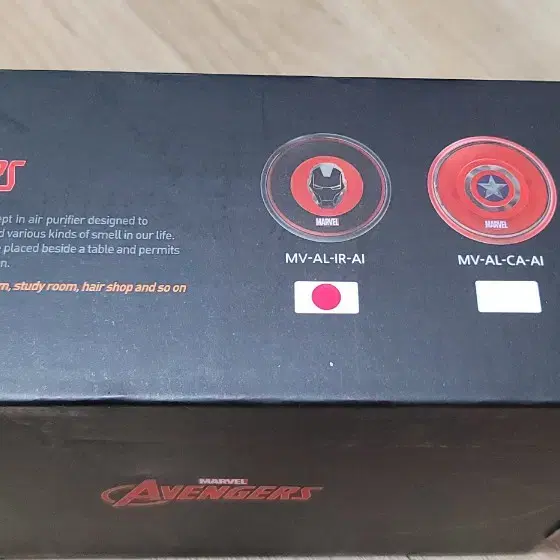 ept in air purifier designed to
d various kinds of smell in our life.
placed beside a table and permits
n.
m, study room, hair shop and so on
MARVEL
MV-AL-IR-AI
MARVEL
MV-AL-CA-AI
MARVEL
AVENGERS